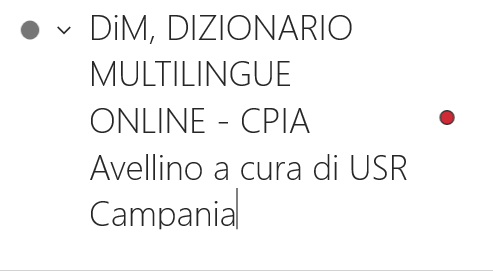 DiM, DIZIONARIO
MULTILINGUE
ONLINE - CPIA
Avellino a cura di USR
Campania